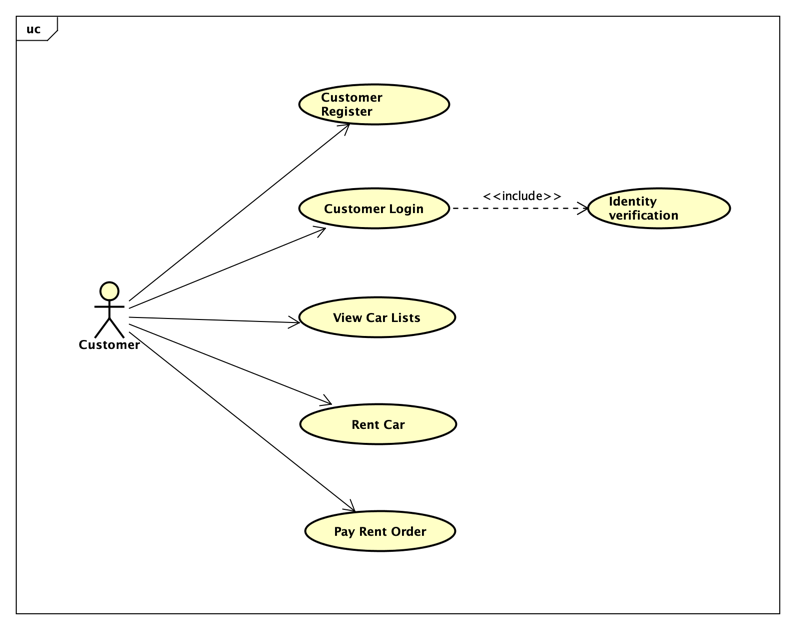 uc
Customer
Register
Customer Login
<<include>>
Identity
verification
View Car Lists
Customer
Rent Car
Pay Rent Order